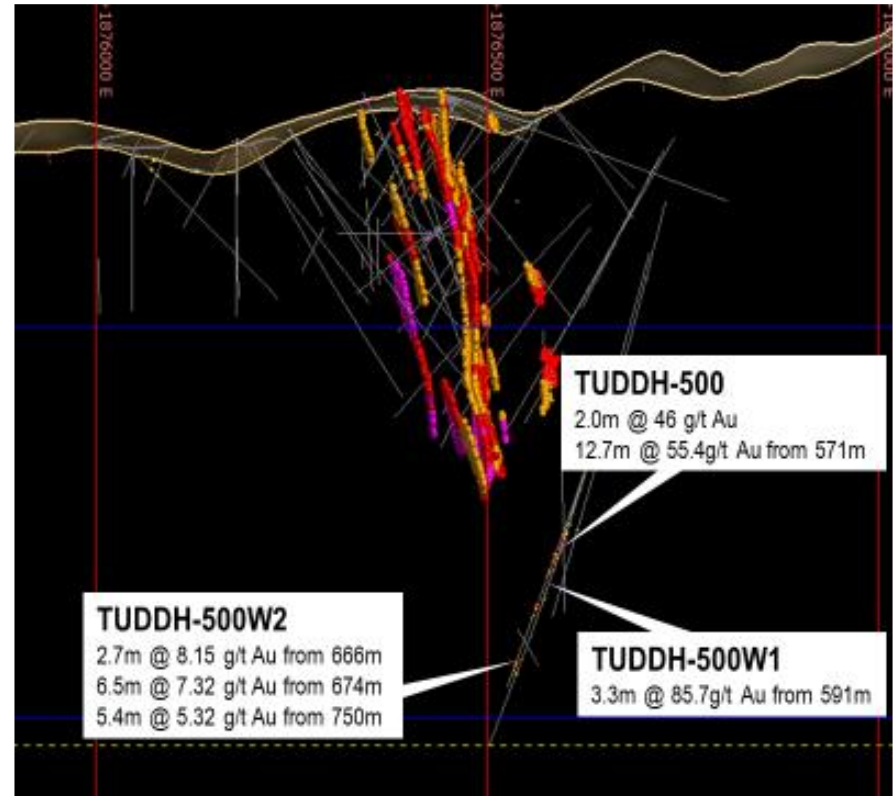 +1876000 E
+1876500 E
TUDDH-500
2.0m @ 46 g/t Au
12.7m @ 55.4g/t Au from 571m
TUDDH-500W2
2.7m @ 8.15 g/t Au from 666m
6.5m @ 7.32 g/t Au from 674m
5.4m @ 5.32 g/t Au from 750m
TUDDH-500W1
3.3m @ 85.7g/t Au from 591m